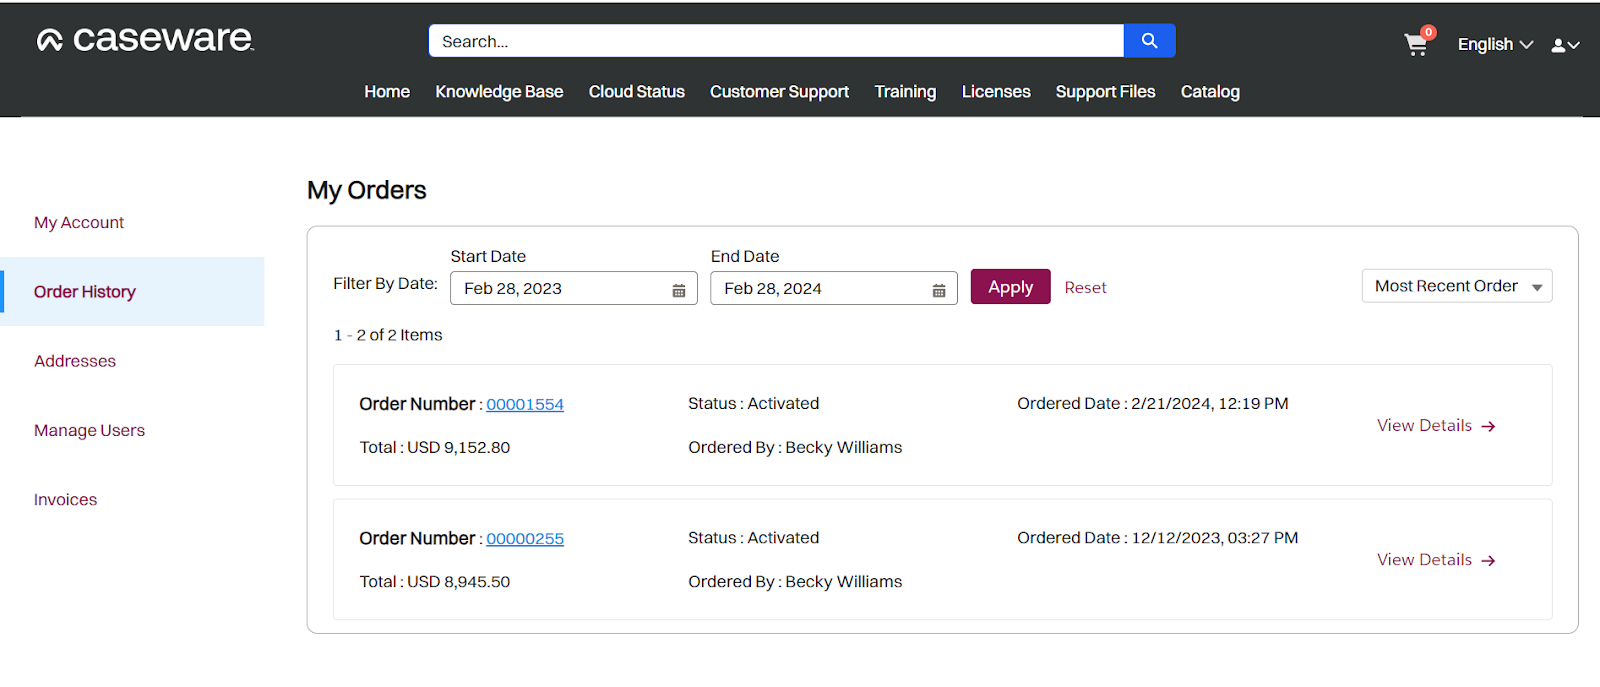 caseware
Search...
0
English
Home Knowledge Base Cloud Status Customer Support Training Licenses Support Files Catalog
My Account
Order History
Addresses
Manage Users
Invoices
My Orders
Start Date End Date
Filter By Date: Feb 28, 2023 Feb 28, 2024 Apply Reset Most Recent Order
1 - 2 of 2 Items
Order Number : 00001554 Status : Activated Ordered Date : 2/21/2024, 12:19 PM
View Details →
Total : USD 9,152.80 Ordered By : Becky Williams
Order Number : 00000255 Status : Activated Ordered Date : 12/12/2023, 03:27 PM
View Details →
Total : USD 8,945.50 Ordered By : Becky Williams